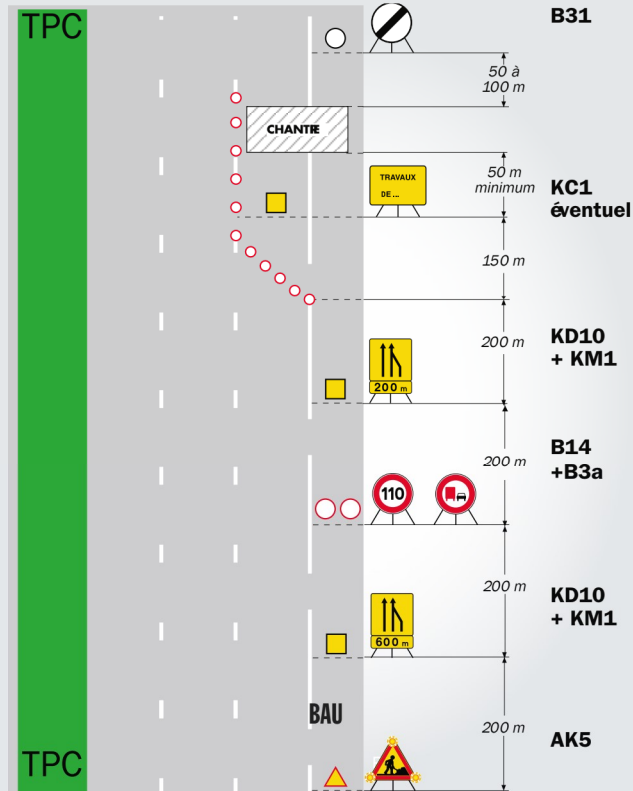 TPC
B31
50 à
100 m
CHANTIE
TRAVAUX
DE ...
50 m
minimum
KC1
éventuel
150 m
KD10
+ KM1
200 m
200 m
B14
+B3a
200 m
110
KD10
+ KM1
200 m
600 m
BAU
200 m
AK5
TPC